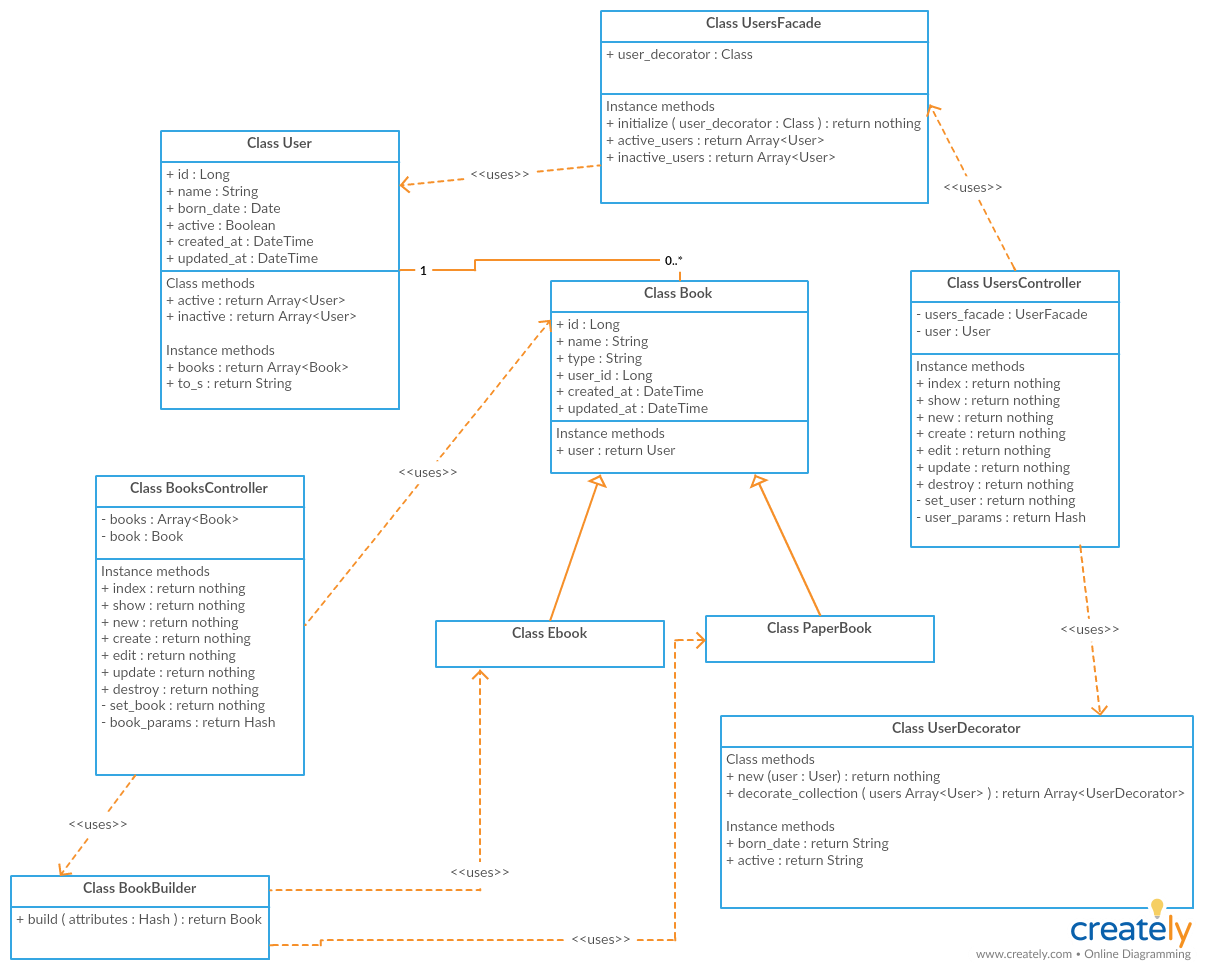 Class UsersFacade
+ user_decorator : Class
Instance methods
+ initialize ( user_decorator : Class ) : return nothing
+ active_users : return Array<User>
+ inactive_users : return Array<User>
Class User
+ id : Long
+ name : String
+ born_date : Date
+ active : Boolean
+ created_at : DateTime
+ updated_at : DateTime
Class methods
+ active : return Array<User>
+ inactive : return Array<User>
Instance methods
+ books : return Array<Book>
+ to_s : return String
<<uses>>
<<uses>>
1
0..*
Class Book
+ id : Long
+ name : String
+ type : String
+ user_id : Long
+ created_at : DateTime
+ updated_at : DateTime
Instance methods
+ user : return User
Class UsersController
- users_facade : UserFacade
- user : User
Instance methods
+ index : return nothing
+ show : return nothing
+ new : return nothing
+ create : return nothing
+ edit : return nothing
+ update : return nothing
+ destroy : return nothing
- set_user : return nothing
- user_params : return Hash
<<uses>>
Class BooksController
- books : Array<Book>
- book : Book
Instance methods
+ index : return nothing
+ show : return nothing
+ new : return nothing
+ create : return nothing
+ edit : return nothing
+ update : return nothing
+ destroy : return nothing
- set_book : return nothing
- book_params : return Hash
Class Ebook
Class PaperBook
<<uses>>
Class UserDecorator
Class methods
+ new (user : User) : return nothing
+ decorate_collection ( users Array<User> ) : return Array<UserDecorator>
Instance methods
+ born_date : return String
+ active : return String
<<uses>>
<<uses>>
Class BookBuilder
+ build ( attributes : Hash ) : return Book
<<uses>>
creately
www.creately.com • Online Diagramming